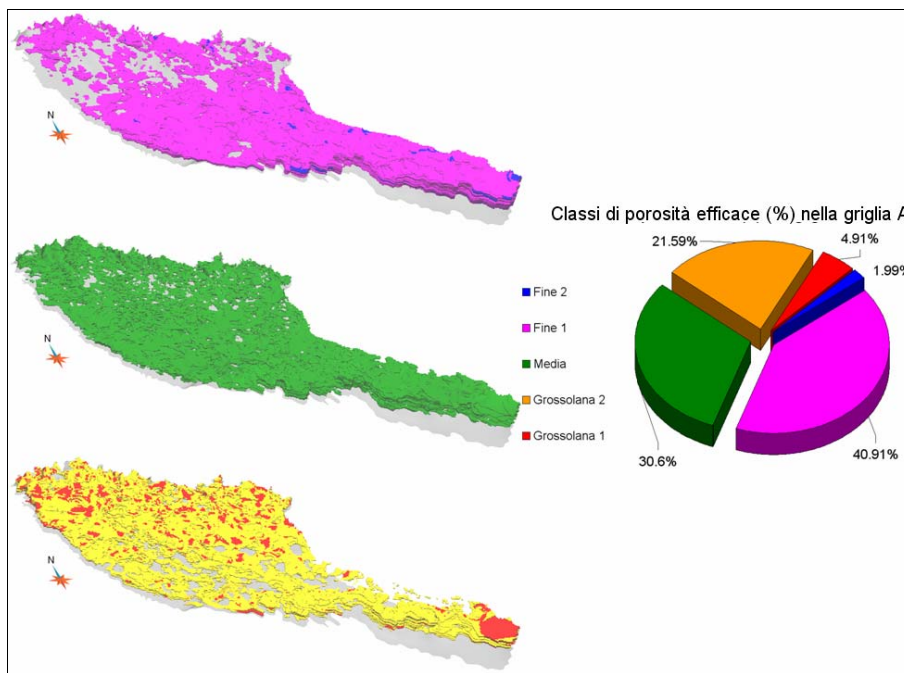 N
N
N
Classi di porosità efficace (%) nella griglia A
21.59%
4.91%
1.99%
40.91%
30.6%
Fine 2
Fine 1
Media
Grossolana 2
Grossolana 1